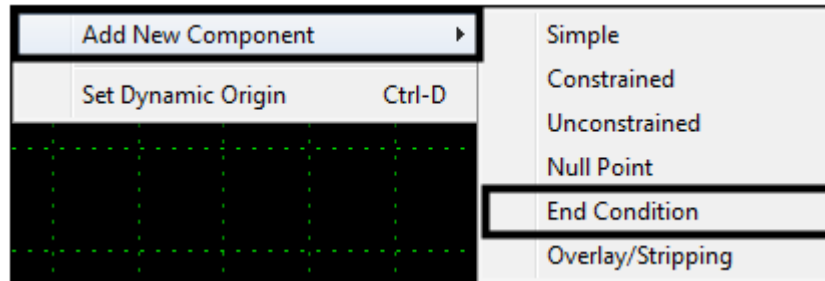 Add New Component
Set Dynamic Origin Ctrl-D
Simple
Constrained
Unconstrained
Null Point
End Condition
Overlay/Stripping